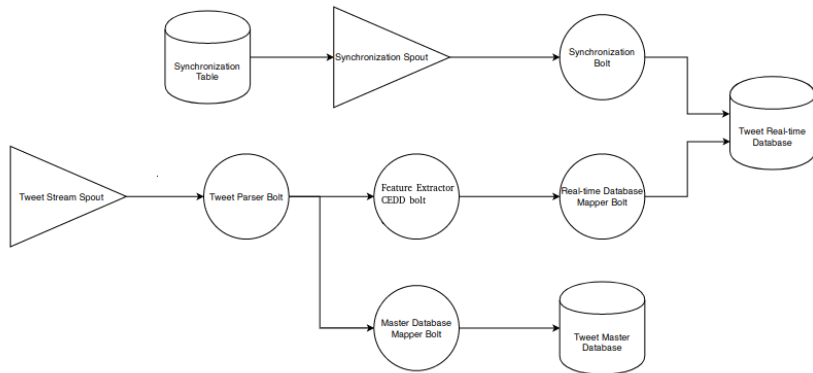 Synchronization
Table
Synchronization Spout
Synchronization
Bolt
Tweet Real-time
Database
Tweet Stream Spout
Tweet Parser Bolt
Feature Extractor
CEDD bolt
Real-time Database
Mapper Bolt
Master Database
Mapper Bolt
Tweet Master
Database